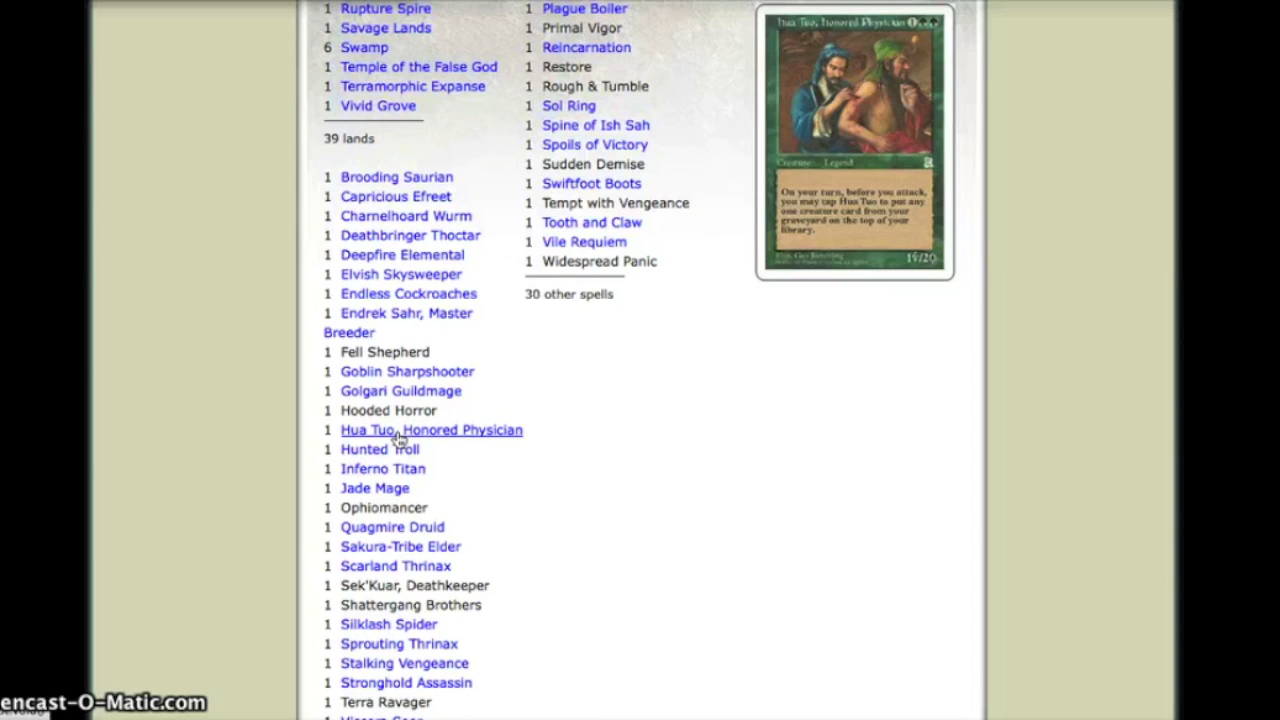 1 Rupture Spire
1 Savage Lands
6 Swamp
1 Temple of the False God
1 Terramorphic Expanse
1 Vivid Grove
39 lands
1 Brooding Saurian
1 Capricious Efreet
1 Charnelhoard Wurm
1 Deathbringer Thoctar
1 Deepfire Elemental
1 Elvish Skysweeper
1 Endless Cockroaches
1 Endrek Sahr, Master
Breeder
1 Fell Shepherd
1 Goblin Sharpshooter
1 Golgari Guildmage
1 Hooded Horror
1 Hua Tuo, Honored Physician
1 Hunted Troll
1 Inferno Titan
1 Jade Mage
1 Ophiomancer
1 Quagmire Druid
1 Sakura-Tribe Elder
1 Scarland Thrinax
1 Sek'Kuar, Deathkeeper
1 Shattergang Brothers
1 Silklash Spider
1 Sprouting Thrinax
1 Stalking Vengeance
1 Stronghold Assassin
1 Terra Ravager
1 Plague Boiler
1 Primal Vigor
1 Reincarnation
1 Restore
1 Rough & Tumble
1 Sol Ring
1 Spine of Ish Sah
1 Spoils of Victory
1 Sudden Demise
1 Swiftfoot Boots
1 Tempt with Vengeance
1 Tooth and Claw
1 Vile Requiem
1 Widespread Panic
30 other spells
Hua Tuo, Honored Physician 1
Creature Legend
On your turn, before you attack,
you may tap Hua Tuo to put any
one creature card from your
graveyard on the top of your
library.
encast-O-Matic.com